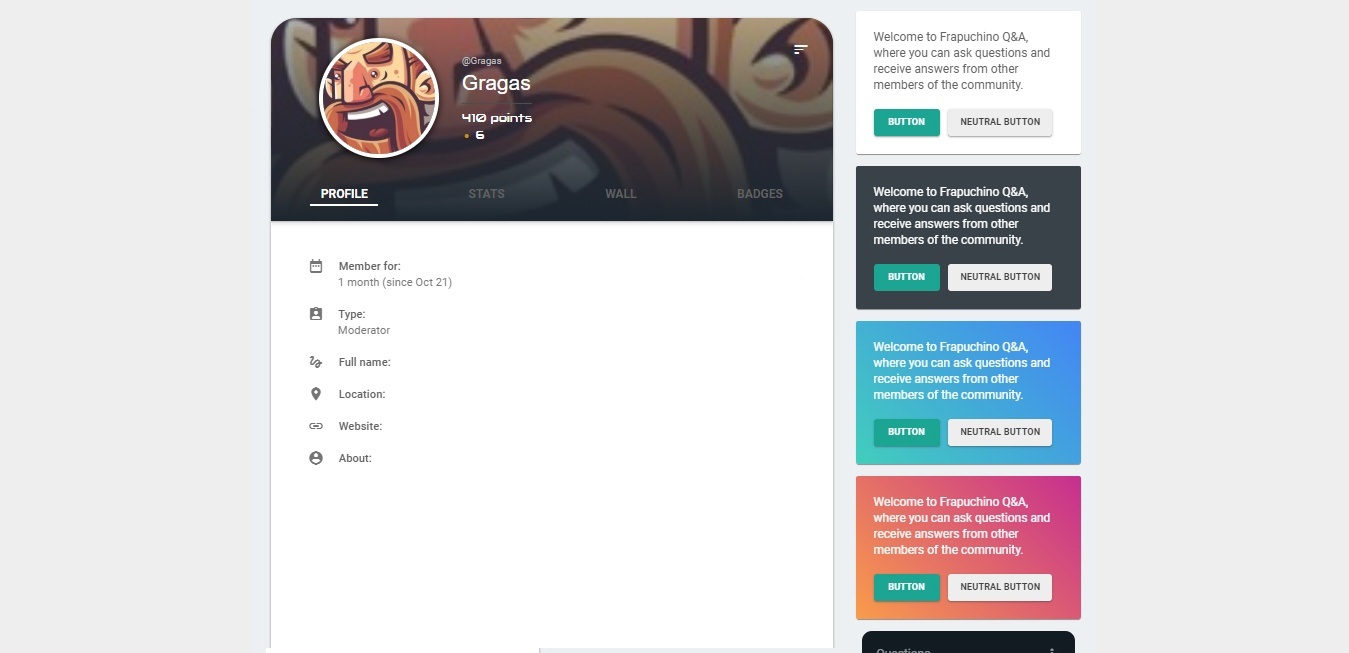 @Gragas
Gragas
410 points
6
PROFILE
STATS
WALL
BADGES
Member for:
1 month (since Oct 21)
Type:
Moderator
Full name:
Location:
Website:
About:
Welcome to Frapuchino Q&A,
where you can ask questions and
receive answers from other
members of the community.
BUTTON
NEUTRAL BUTTON
Welcome to Frapuchino Q&A,
where you can ask questions and
receive answers from other
members of the community.
BUTTON
NEUTRAL BUTTON
Welcome to Frapuchino Q&A,
where you can ask questions and
receive answers from other
members of the community.
BUTTON
NEUTRAL BUTTON
Welcome to Frapuchino Q&A,
where you can ask questions and
receive answers from other
members of the community.
BUTTON
NEUTRAL BUTTON
Questions